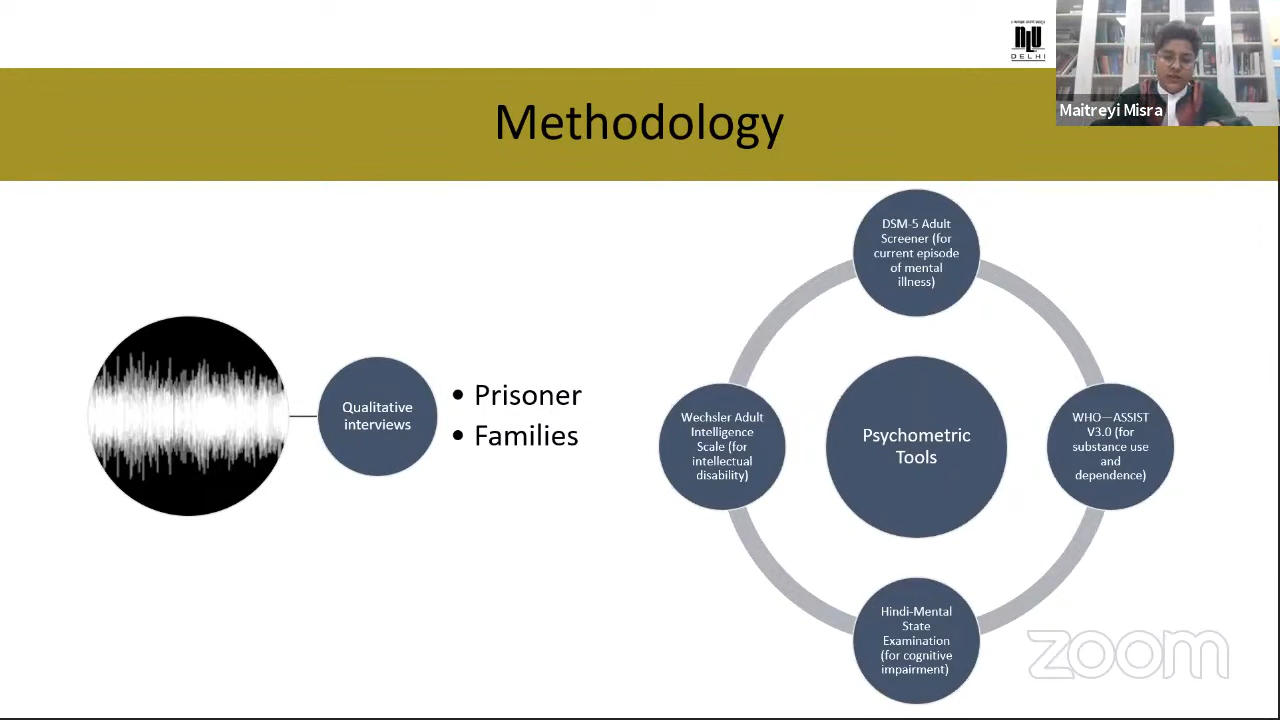 NLU
DELHI
Maitreyi Misra
Methodology
Qualitative
interviews
• Prisoner
• Families
DSM-5 Adult
Screener (for
current episode
of mental
illness)
Wechsler Adult
Intelligence
Scale (for
intellectual
disability)
Psychometric
Tools
WHO—ASSIST
V3.0 (for
substance use
and
dependence)
Hindi-Mental
State
Examination
(for cognitive
impairment)
zoom